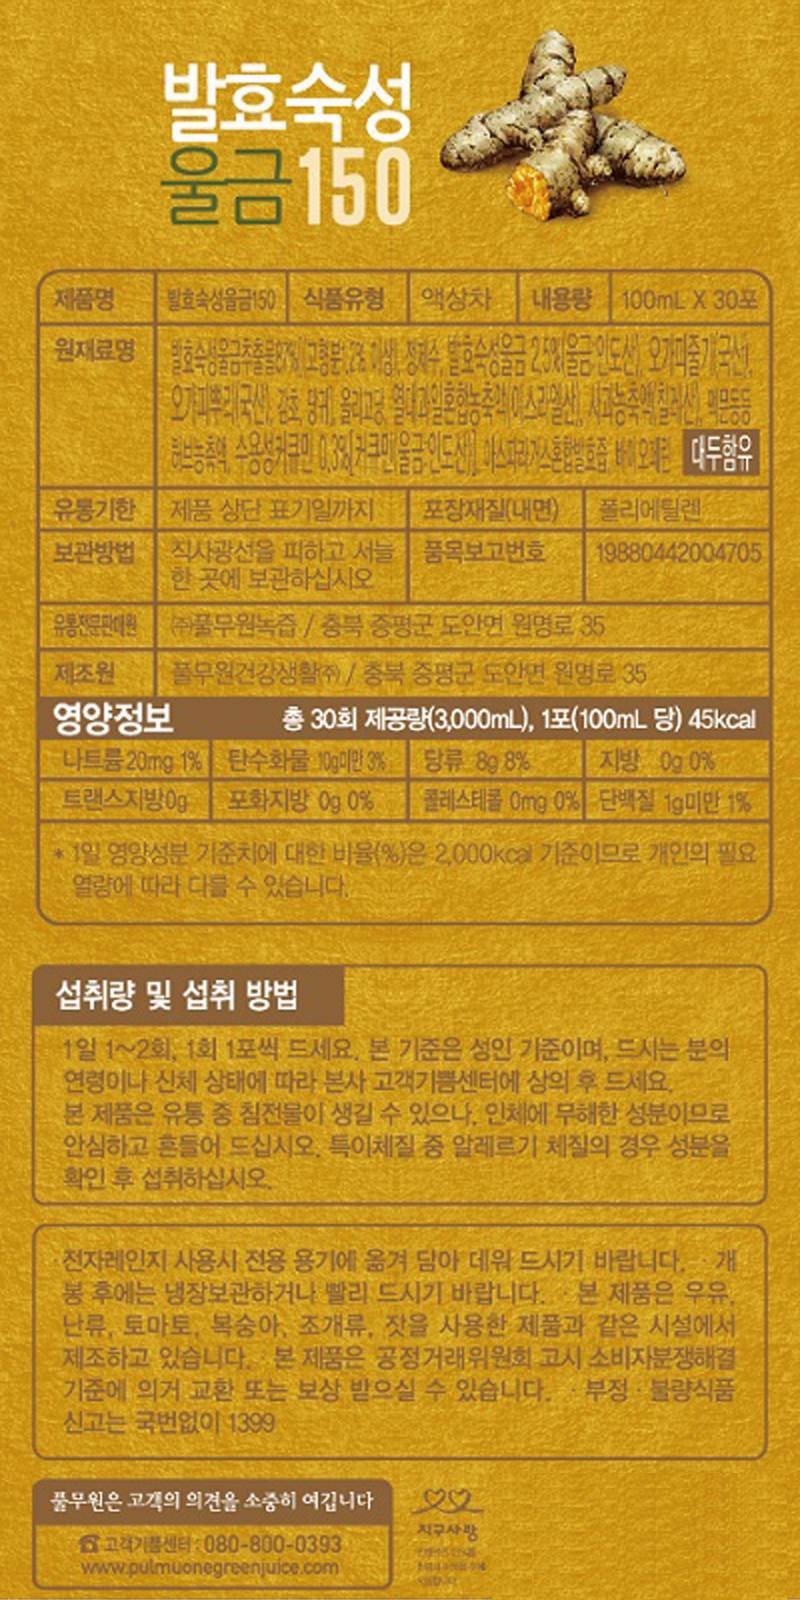 발효숙성
울금150
제품명 발효숙성울금150 식품유형 액상차 내용량 100mL X 30포
원재료명 발효숙성울금추출물87%(고형분1.2% 이상), 정제수, 발효숙성울금 2.5%(울금:인도산), 오가피줄기(국산),
오가피뿌리(국산), 감초, 당귀, 올리고당, 열대과일혼합농축액(이스라엘산), 사과농축액(칠레산), 맥문동등
허브농축액, 수용성커큐민 0.3%[커큐민(울금:인도산)], 아스파라거스혼합발효즙, 바이오페린 대두함유
유통기한 제품 상단 표기일까지 포장재질(내면) 폴리에틸렌
보관방법 직사광선을 피하고 서늘 품목보고번호 19880442004705
한 곳에 보관하십시오
유통전문판매원 ㈜풀무원녹즙 / 충북 증평군 도안면 원명로 35
제조원 풀무원건강생활㈜ / 충북 증평군 도안면 원명로 35
영양정보 총 30회 제공량(3,000mL), 1포(100mL 당) 45kcal
나트륨 20mg 1% 탄수화물 10g미만 3% 당류 8g 8% 지방 0g 0%
트랜스지방0g 포화지방 0g 0% 콜레스테롤 0mg 0% 단백질 1g미만 1%
* 1일 영양성분 기준치에 대한 비율(%)은 2,000kcal 기준이므로 개인의 필요
열량에 따라 다를 수 있습니다.
섭취량 및 섭취 방법
1일 1~2회, 1회 1포씩 드세요. 본 기준은 성인 기준이며, 드시는 분의
연령이나 신체 상태에 따라 본사 고객기쁨센터에 상의 후 드세요.
본 제품은 유통 중 침전물이 생길 수 있으나, 인체에 무해한 성분이므로
안심하고 흔들어 드십시오. 특이체질 중 알레르기 체질의 경우 성분을
확인 후 섭취하십시오.
·전자레인지 사용시 전용 용기에 옮겨 담아 데워 드시기 바랍니다. · 개
봉 후에는 냉장보관하거나 빨리 드시기 바랍니다. · 본 제품은 우유,
난류, 토마토, 복숭아, 조개류, 잣을 사용한 제품과 같은 시설에서
제조하고 있습니다. · 본 제품은 공정거래위원회 고시 소비자분쟁해결
기준에 의거 교환 또는 보상 받으실 수 있습니다. · 부정 · 불량식품
신고는 국번없이 1399
풀무원은 고객의 의견을 소중히 여깁니다
☎ 고객기쁨센터 : 080-800-0393
www.pulmuonegreenjuice.com
지구사랑